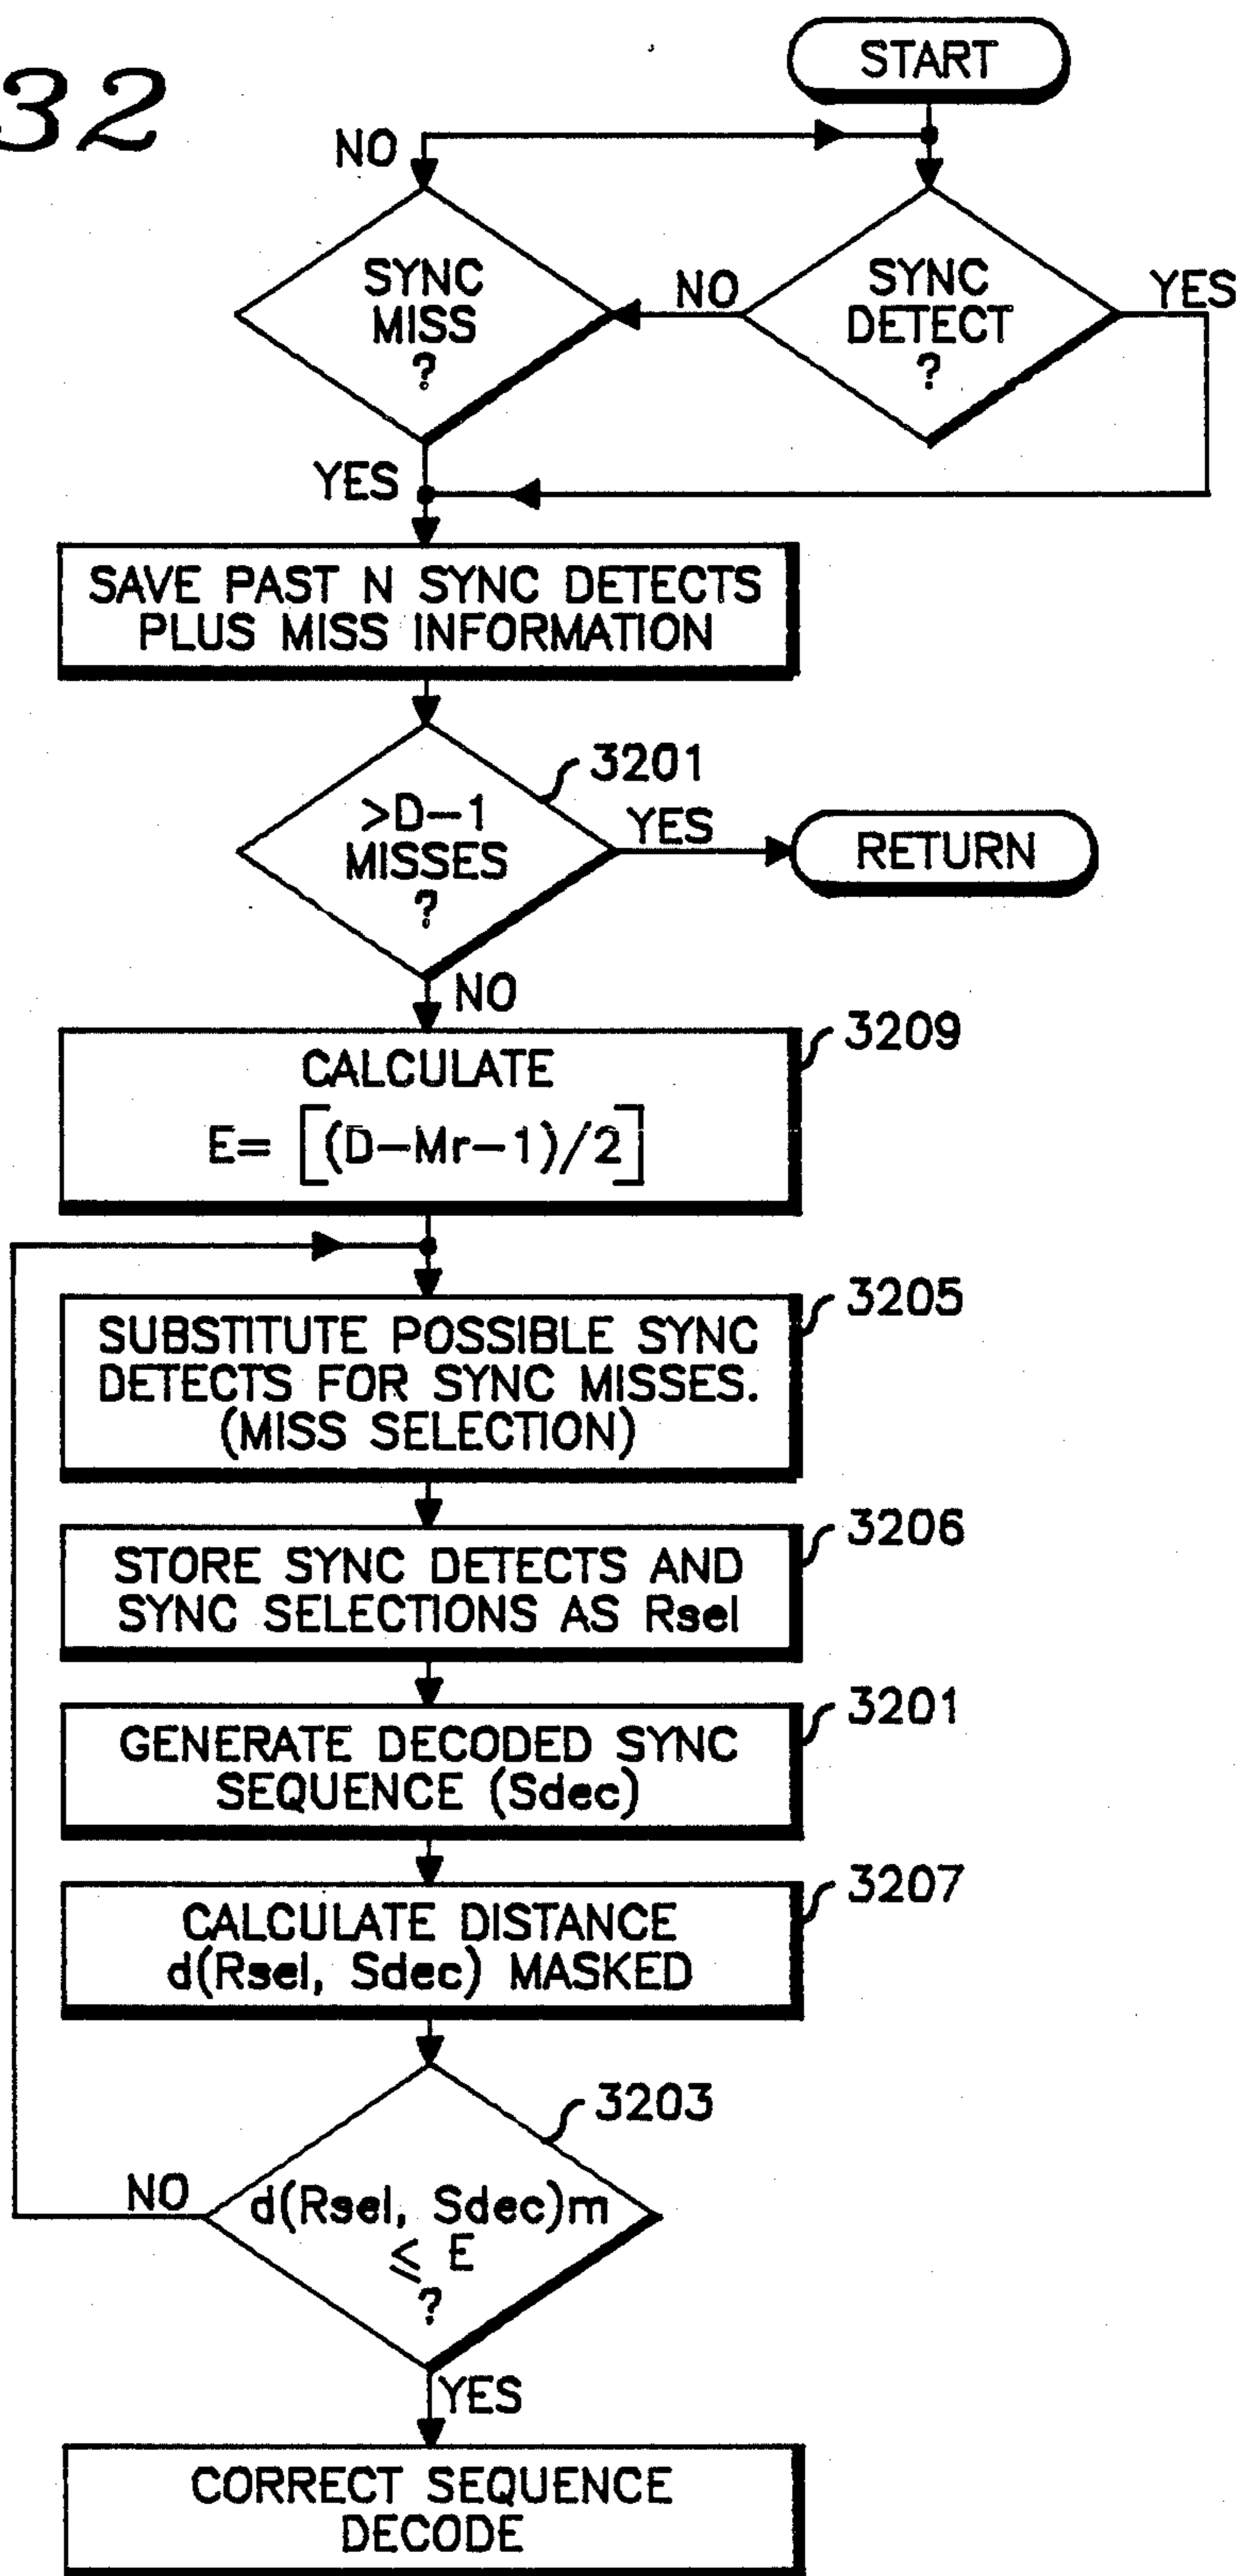 32
START
NO
SYNC
MISS
?
NO
SYNC
DETECT
?
YES
YES
SAVE PAST N SYNC DETECTS
PLUS MISS INFORMATION
3201
>D-1
MISSES
?
YES
RETURN
NO
3209
CALCULATE
E= [(D-Mr-1)/2]
3205
SUBSTITUTE POSSIBLE SYNC
DETECTS FOR SYNC MISSES.
(MISS SELECTION)
3206
STORE SYNC DETECTS AND
SYNC SELECTIONS AS Rsel
3201
GENERATE DECODED SYNC
SEQUENCE (Sdec)
3207
CALCULATE DISTANCE
d(Rsel, Sdec) MASKED
3203
NO
d(Rsel, Sdec)m
≤ E
?
YES
CORRECT SEQUENCE
DECODE